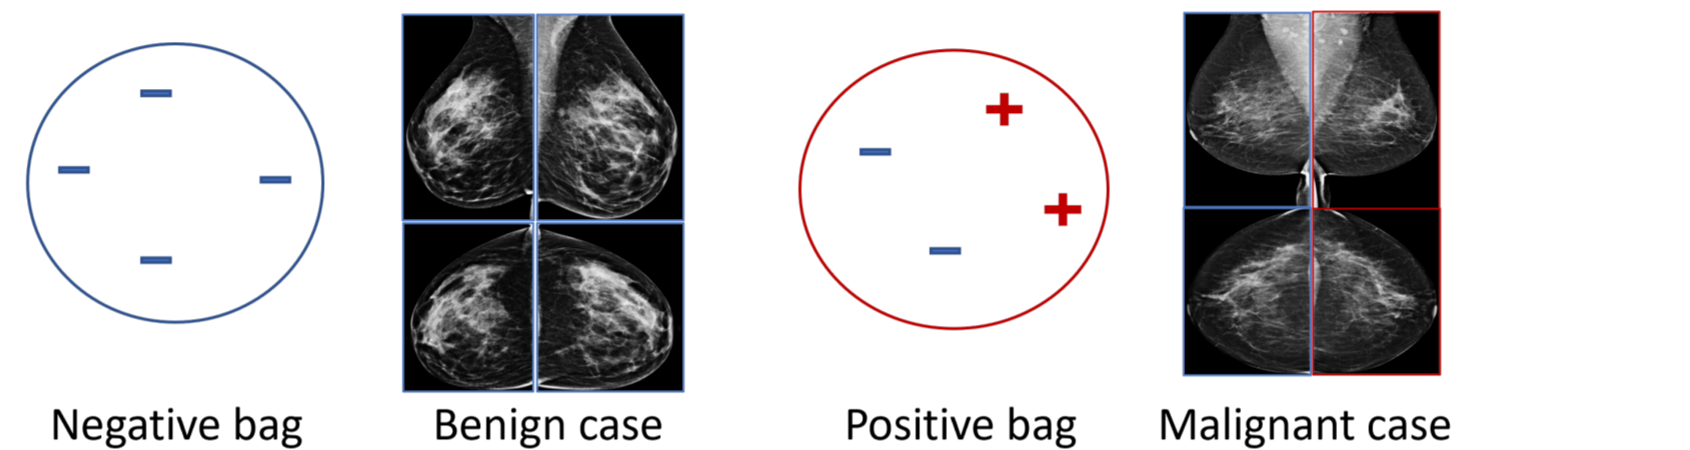 Negative bag
Benign case
Positive bag
Malignant case